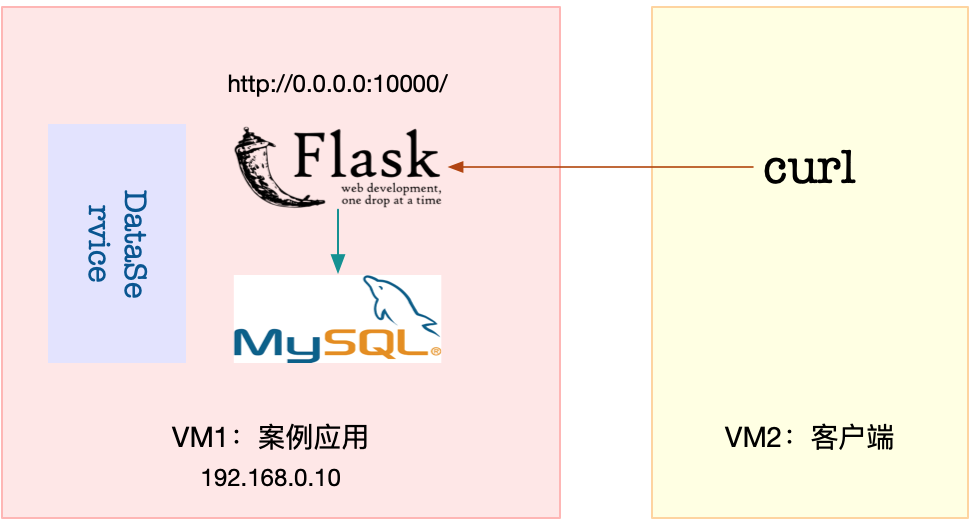 http://0.0.0.0:10000/
Flask
web development,
one drop at a time
curl
DataSe
rvice
MySQL®
VM1：案例应用
192.168.0.10
VM2：客户端